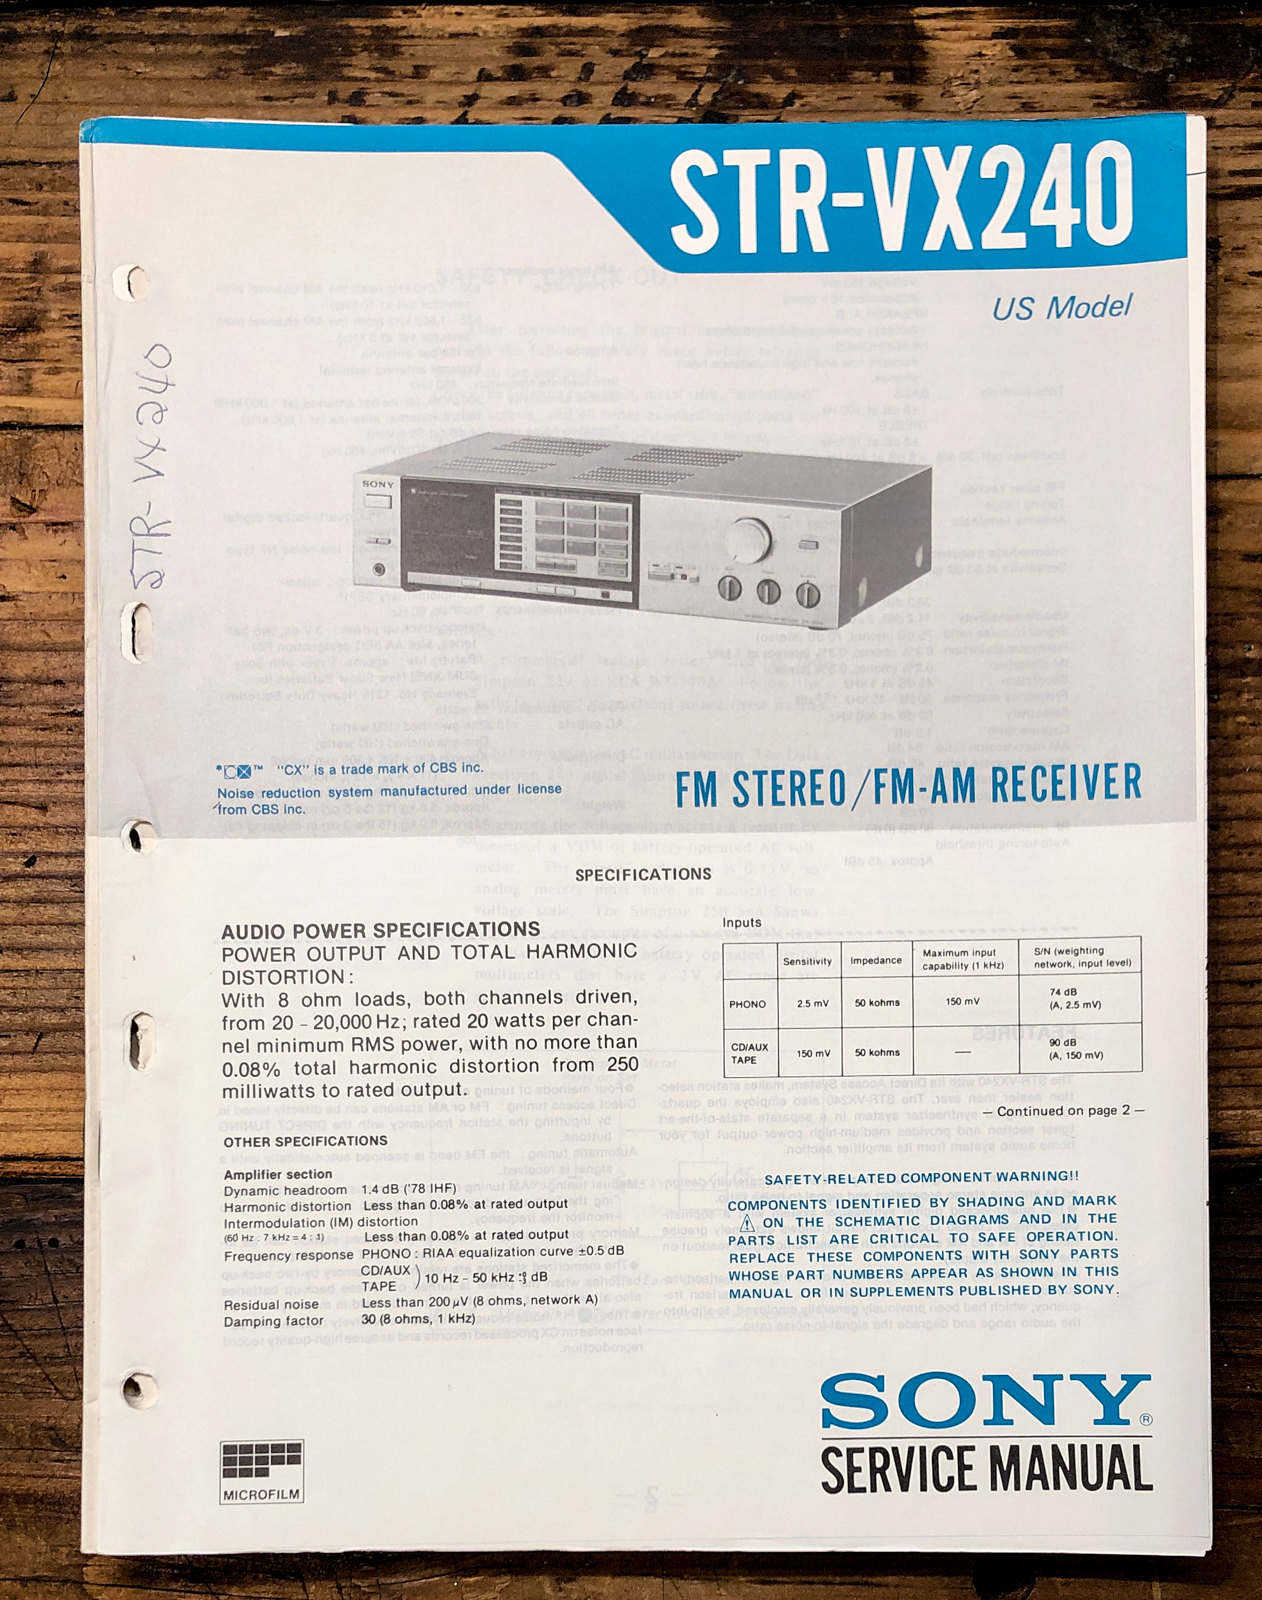 STR-VX240
US Model
STR-VX240
SONY
*CX™ "CX" is a trade mark of CBS inc.
Noise reduction system manufactured under license
from CBS inc.
FM STEREO/FM-AM RECEIVER
SPECIFICATIONS
AUDIO POWER SPECIFICATIONS
POWER OUTPUT AND TOTAL HARMONIC
DISTORTION:
With 8 ohm loads, both channels driven,
from 20 – 20,000 Hz; rated 20 watts per chan-
nel minimum RMS power, with no more than
0.08% total harmonic distortion from 250
milliwatts to rated output.
OTHER SPECIFICATIONS
Amplifier section
Dynamic headroom 1.4 dB ('78 IHF)
Harmonic distortion Less than 0.08% at rated output
Intermodulation (IM) distortion
(60 Hz : 7 kHz = 4 : 1) Less than 0.08% at rated output
Frequency response PHONO : RIAA equalization curve ±0.5 dB
CD/AUX
TAPE ) 10 Hz – 50 kHz dB
Residual noise Less than 200 μV (8 ohms, network A)
Damping factor 30 (8 ohms, 1 kHz)
Inputs
Sensitivity Impedance Maximum input capability (1 kHz) S/N (weighting network, input level)
PHONO 2.5 mV 50 kohms 150 mV 74 dB (A, 2.5 mV)
CD/AUX TAPE 150 mV 50 kohms — 90 dB (A, 150 mV)
— Continued on page 2 —
SAFETY-RELATED COMPONENT WARNING!!
COMPONENTS IDENTIFIED BY SHADING AND MARK
⚠ ON THE SCHEMATIC DIAGRAMS AND IN THE
PARTS LIST ARE CRITICAL TO SAFE OPERATION.
REPLACE THESE COMPONENTS WITH SONY PARTS
WHOSE PART NUMBERS APPEAR AS SHOWN IN THIS
MANUAL OR IN SUPPLEMENTS PUBLISHED BY SONY.
SONY®
SERVICE MANUAL
MICROFILM